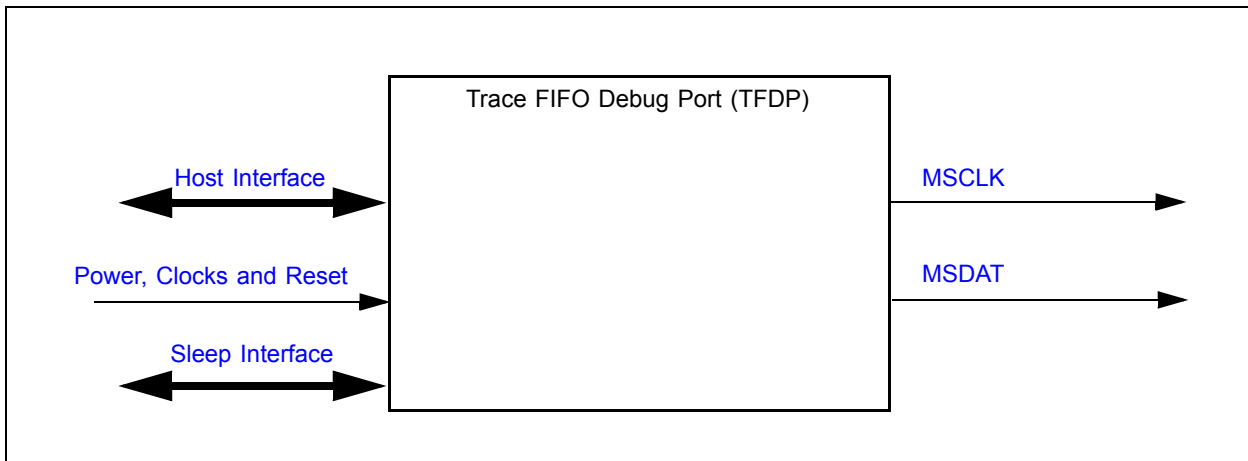 Trace FIFO Debug Port (TFDP)
Host Interface
MSCLK
Power, Clocks and Reset
MSDAT
Sleep Interface